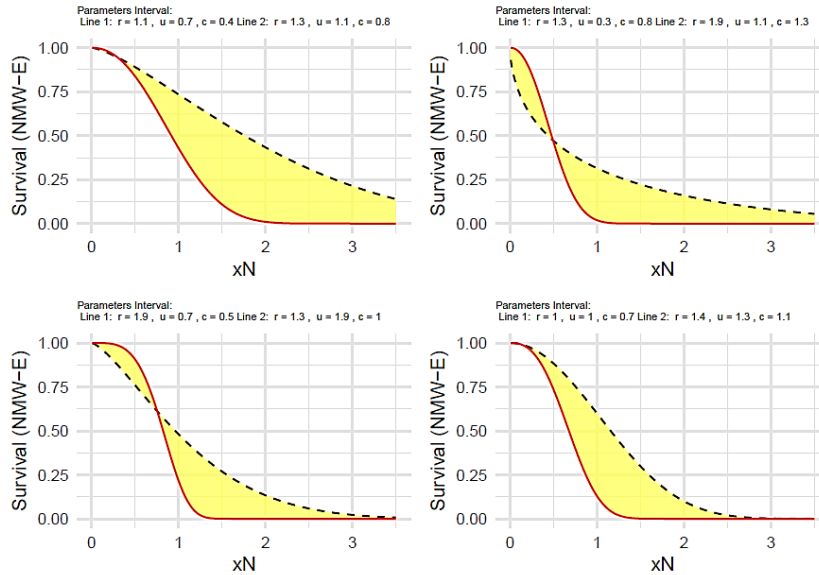 Parameters Interval:
Line 1: r = 1.1 , u = 0.7 , c = 0.4 Line 2: r = 1.3 , u = 1.1 , c = 0.8
1.00
0.75
0.50
0.25
0.00
Survival (NMW−E)
0 1 2 3
xN
Parameters Interval:
Line 1: r = 1.3 , u = 0.3 , c = 0.8 Line 2: r = 1.9 , u = 1.1 , c = 1.3
1.00
0.75
0.50
0.25
0.00
Survival (NMW−E)
0 1 2 3
xN
Parameters Interval:
Line 1: r = 1.9 , u = 0.7 , c = 0.5 Line 2: r = 1.3 , u = 1.9 , c = 1
1.00
0.75
0.50
0.25
0.00
Survival (NMW−E)
0 1 2 3
xN
Parameters Interval:
Line 1: r = 1 , u = 1 , c = 0.7 Line 2: r = 1.4 , u = 1.3 , c = 1.1
1.00
0.75
0.50
0.25
0.00
Survival (NMW−E)
0 1 2 3
xN